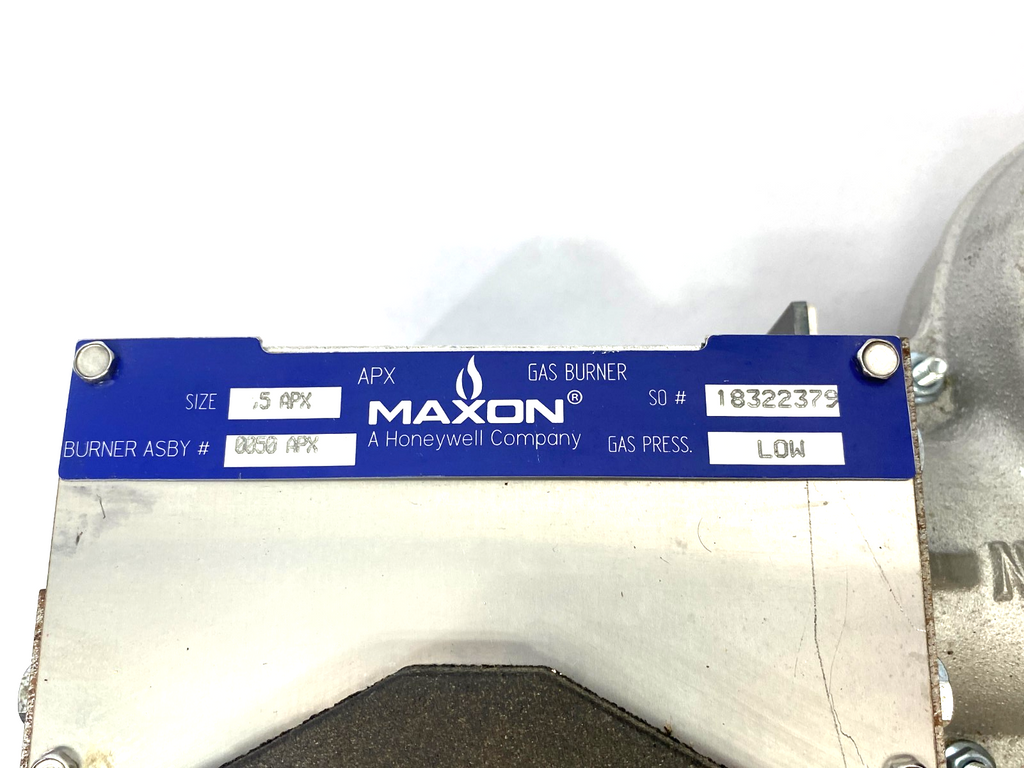 APX GAS BURNER
SIZE .5 APX MAXON® SO # 18322379
BURNER ASBY # 0050 APX A Honeywell Company GAS PRESS. LOW
N